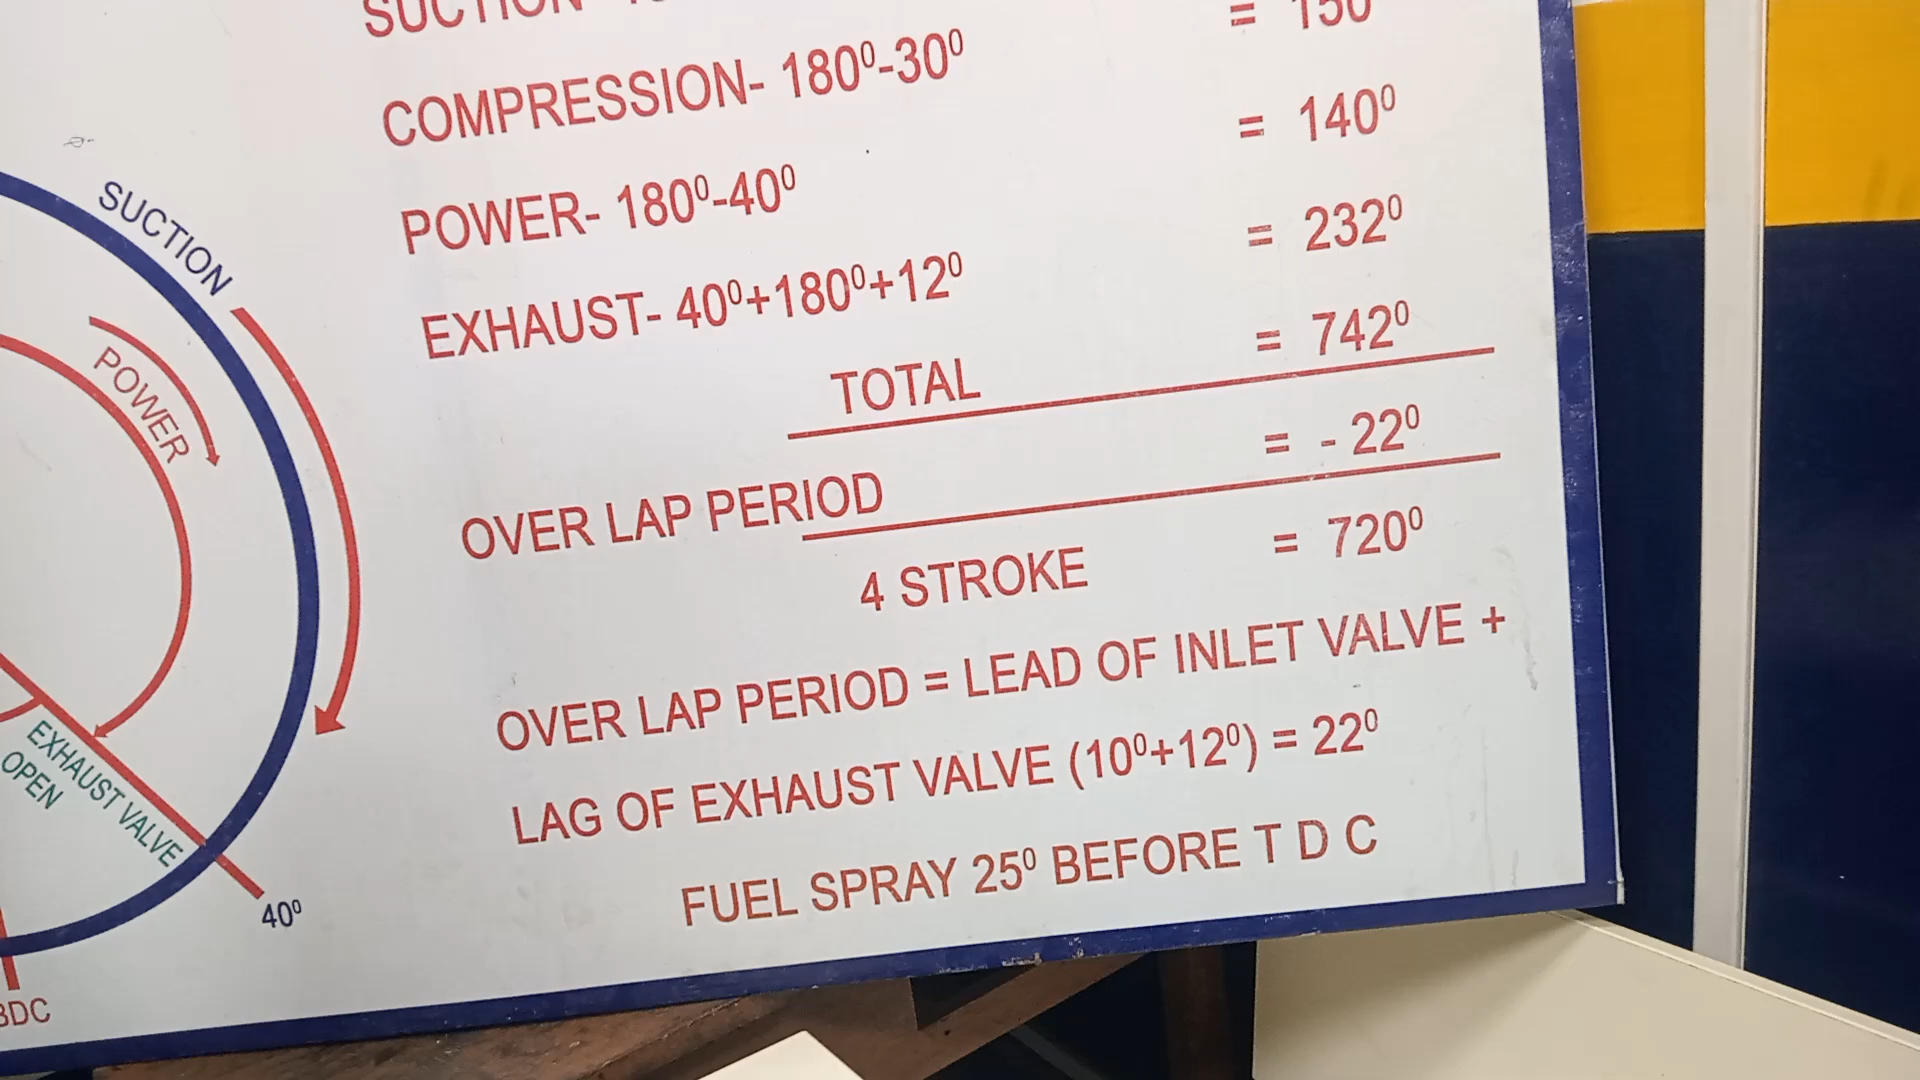 SUCTION
= 150
COMPRESSION- 180⁰-30⁰
= 140⁰
POWER- 180⁰-40⁰
= 232⁰
EXHAUST- 40⁰+180⁰+12⁰
= 742⁰
TOTAL
= - 22⁰
OVER LAP PERIOD
= 720⁰
4 STROKE
OVER LAP PERIOD = LEAD OF INLET VALVE +
LAG OF EXHAUST VALVE (10⁰+12⁰) = 22⁰
FUEL SPRAY 25⁰ BEFORE T D C
SUCTION
POWER
EXHAUST VALVE
OPEN
40⁰
BDC